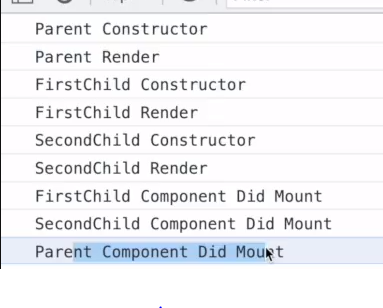 Parent Constructor
Parent Render
FirstChild Constructor
FirstChild Render
SecondChild Constructor
SecondChild Render
FirstChild Component Did Mount
SecondChild Component Did Mount
Parent Component Did Mount